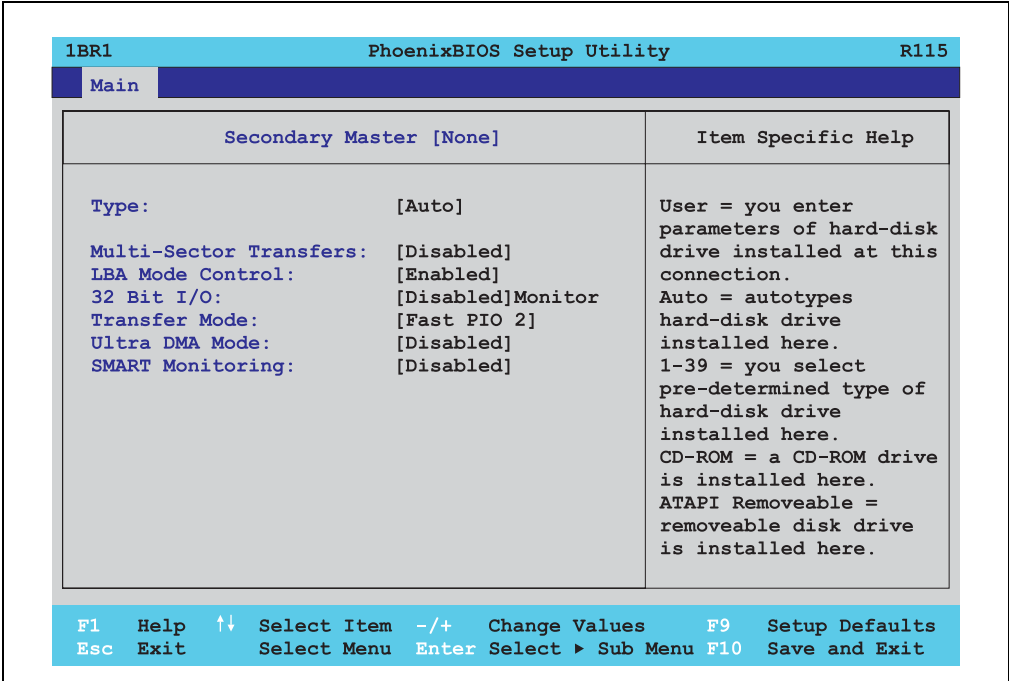 1BR1 PhoenixBIOS Setup Utility R115
Main
Secondary Master [None]
Type: [Auto]
Multi-Sector Transfers: [Disabled]
LBA Mode Control: [Enabled]
32 Bit I/O: [Disabled]Monitor
Transfer Mode: [Fast PIO 2]
Ultra DMA Mode: [Disabled]
SMART Monitoring: [Disabled]
Item Specific Help
User = you enter
parameters of hard-disk
drive installed at this
connection.
Auto = autotypes
hard-disk drive
installed here.
1-39 = you select
pre-determined type of
hard-disk drive
installed here.
CD-ROM = a CD-ROM drive
is installed here.
ATAPI Removeable =
removeable disk drive
is installed here.
F1 Help ↑↓ Select Item -/+ Change Values F9 Setup Defaults
Esc Exit Select Menu Enter Select ▶ Sub Menu F10 Save and Exit